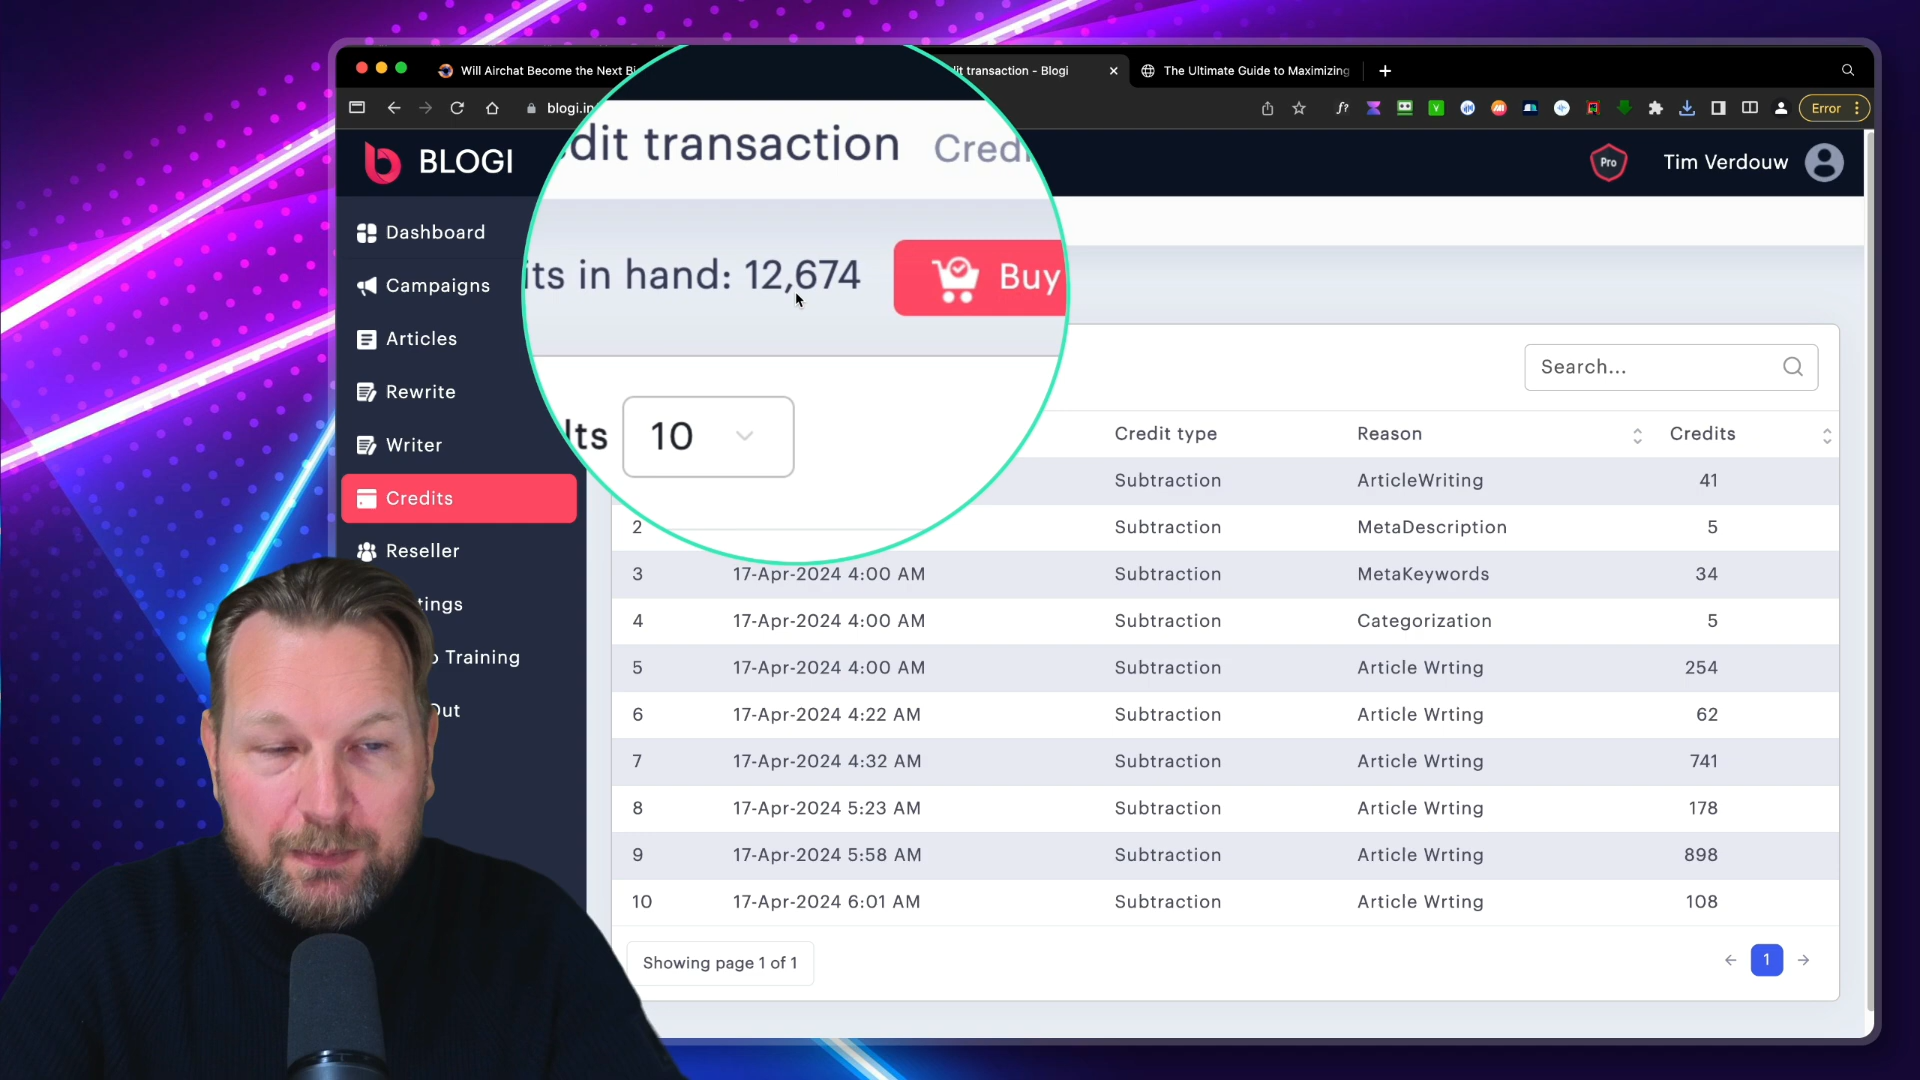 Will Airchat Become the Next Bi
dit transaction - Blogi
The Ultimate Guide to Maximizing
blogi.in
f?
Error
BLOGI
Pro
Tim Verdouw
dit transaction Credi
Dashboard
its in hand: 12,674
Buy
Campaigns
Articles
Search...
Rewrite
lts 10
Writer
Credit type Reason Credits
Credits
Subtraction ArticleWriting 41
2 Subtraction MetaDescription 5
Reseller
3 17-Apr-2024 4:00 AM Subtraction MetaKeywords 34
tings
4 17-Apr-2024 4:00 AM Subtraction Categorization 5
Training
5 17-Apr-2024 4:00 AM Subtraction Article Wrting 254
Out
6 17-Apr-2024 4:22 AM Subtraction Article Wrting 62
7 17-Apr-2024 4:32 AM Subtraction Article Wrting 741
8 17-Apr-2024 5:23 AM Subtraction Article Wrting 178
9 17-Apr-2024 5:58 AM Subtraction Article Wrting 898
10 17-Apr-2024 6:01 AM Subtraction Article Wrting 108
Showing page 1 of 1
1